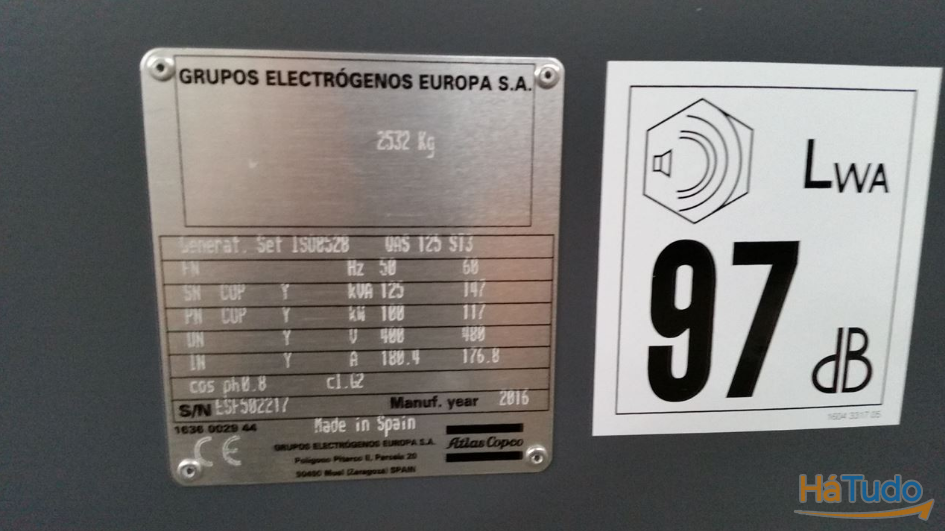 GRUPOS ELECTRÓGENOS EUROPA S.A.
2532 Kg
Generat. Set ISO8528 QAS 125 ST3
FN Hz 50 60
SN COP Y kVA 125 147
PN COP Y kW 100 117
UN Y V 400 480
IN Y A 180.4 176.8
cos ph0.8 cl.G2
S/N ESF502217 Manuf. year 2016
1636 0029 44 Made in Spain
CE GRUPOS ELECTRÓGENOS EUROPA S.A. Atlas Copco
Polígono Pitarco II, Parcela 20
50450 Muel (Zaragoza) SPAIN
LWA
97
dB
1604 3317 05
HáTudo